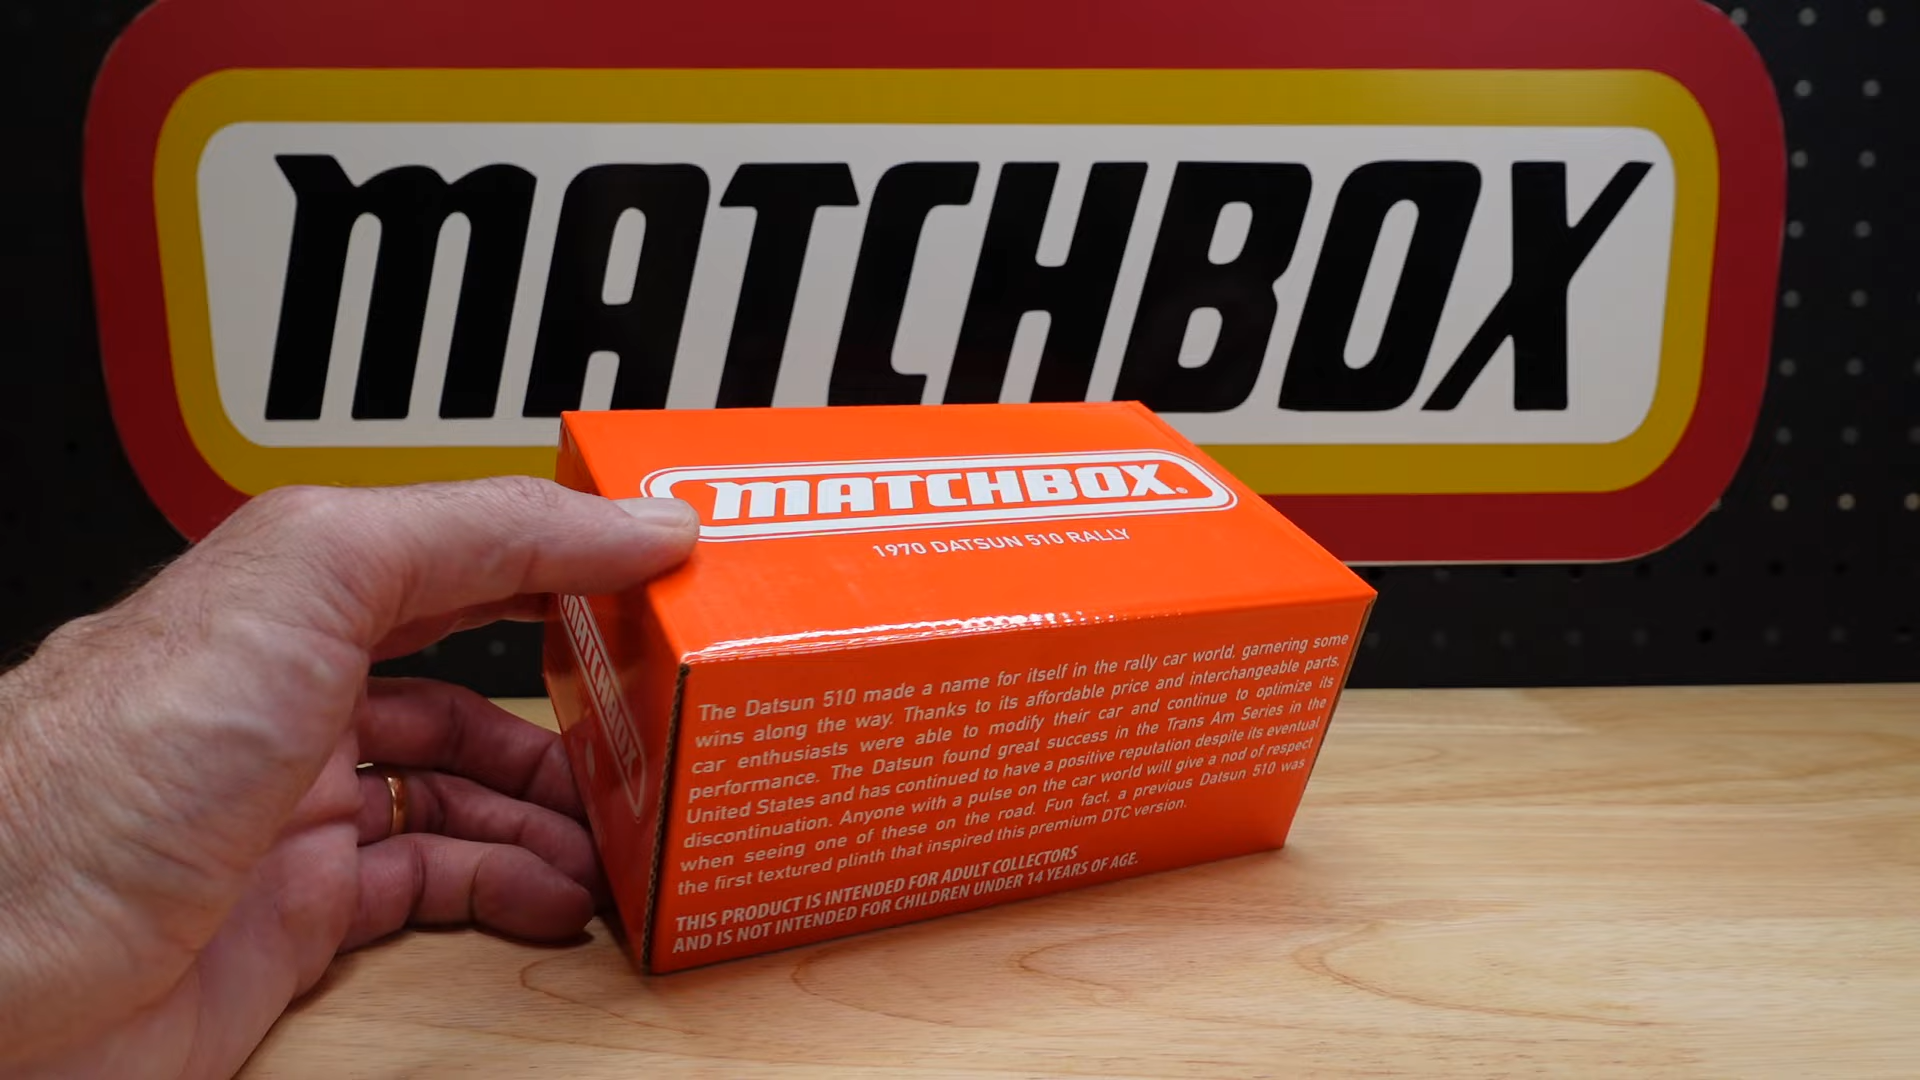 MATCHBOX
MATCHBOX®
1970 DATSUN 510 RALLY
MATCHBOX
The Datsun 510 made a name for itself in the rally car world, garnering some
wins along the way. Thanks to its affordable price and interchangeable parts,
car enthusiasts were able to modify their car and continue to optimize its
performance. The Datsun found great success in the Trans Am Series in the
United States and has continued to have a positive reputation despite its eventual
discontinuation. Anyone with a pulse on the car world will give a nod of respect
when seeing one of these on the road. Fun fact, a previous Datsun 510 was
the first textured plinth that inspired this premium DTC version.
THIS PRODUCT IS INTENDED FOR ADULT COLLECTORS
AND IS NOT INTENDED FOR CHILDREN UNDER 14 YEARS OF AGE.